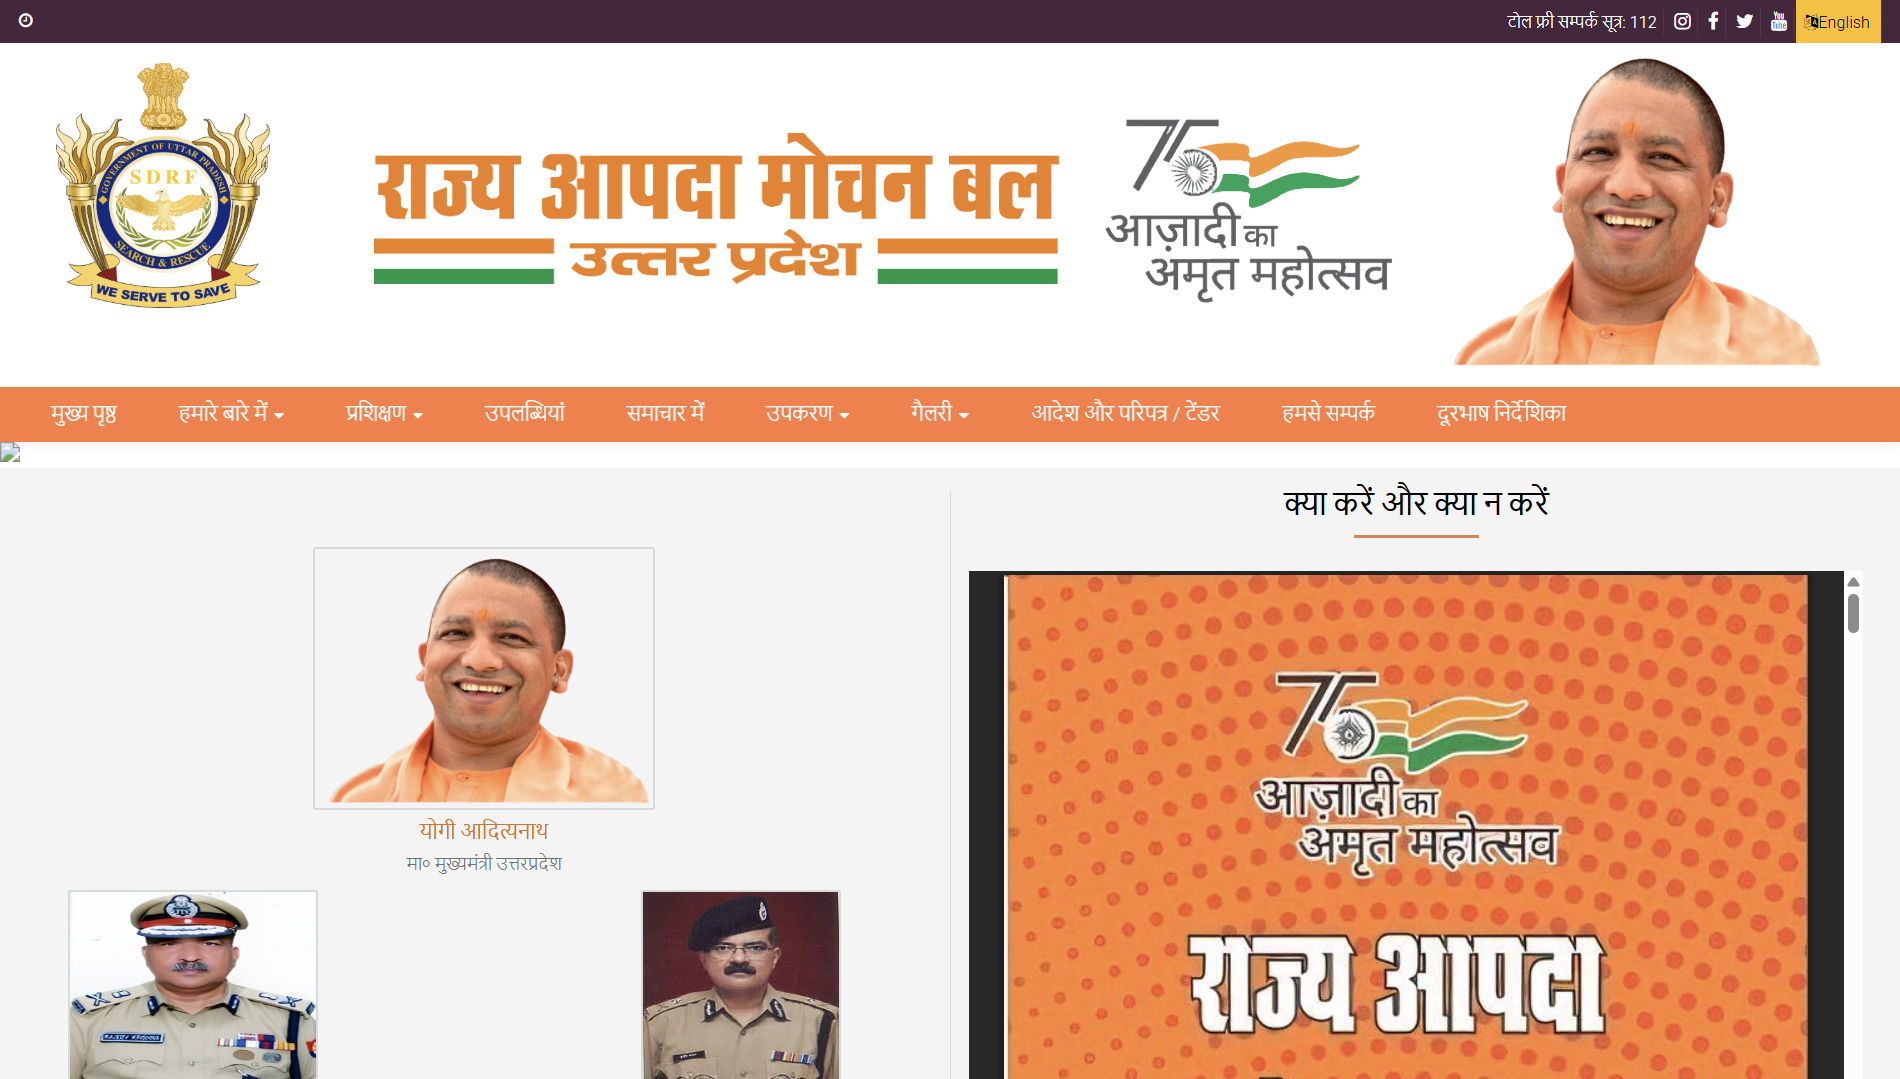 टोल फ्री सम्पर्क सूत्र: 112
English
GOVERNMENT OF UTTAR PRADESH
SDRF
SEARCH & RESCUE
WE SERVE TO SAVE
राज्य आपदा मोचन बल
उत्तर प्रदेश
75
आज़ादी का
अमृत महोत्सव
मुख्य पृष्ठ
हमारे बारे में
प्रशिक्षण
उपलब्धियां
समाचार में
उपकरण
गैलरी
आदेश और परिपत्र / टेंडर
हमसे सम्पर्क
दूरभाष निर्देशिका
क्या करें और क्या न करें
योगी आदित्यनाथ
मा० मुख्यमंत्री उत्तरप्रदेश
75
आज़ादी का
अमृत महोत्सव
राज्य आपदा